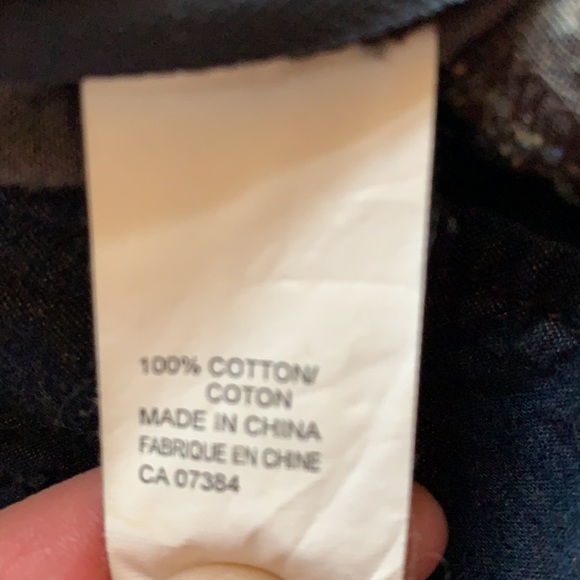 100% COTTON/
COTON
MADE IN CHINA
FABRIQUE EN CHINE
CA 07384